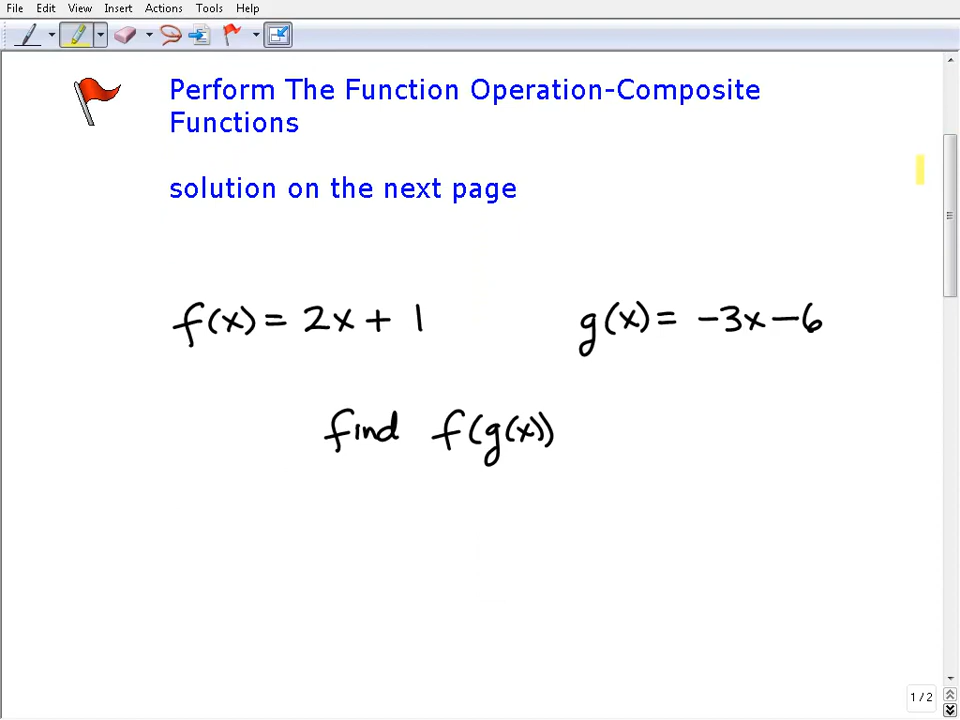 File Edit View Insert Actions Tools Help
Perform The Function Operation-Composite
Functions
solution on the next page
f(x) = 2x + 1 g(x) = -3x - 6
find f(g(x))
1 / 2